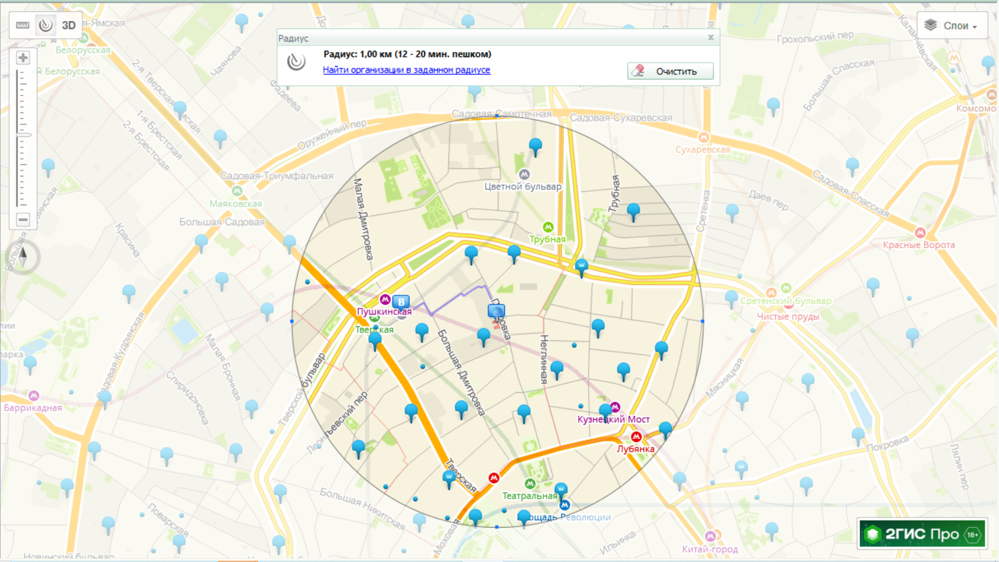 3D
Слои
Радиус
Радиус: 1,00 км (12 - 20 мин. пешком)
Найти организации в заданном радиусе
Очистить
я-Ямская
Белорусская
Белорусская
Чаянова
Фадеева
2-я Тверская Ямская
1-я Брестская
2-я Брестская
Оружейный пер
Садовая-Самотечная
Садовая-Сухаревская
Грохольский пер
Каланчёвская
Большая Спасская
Комсомо
Сухаревская
Садовая-Триумфальная
Маяковская
Большая Садовая
Садовая-Спасская
Даев пер
Сретенка
Красные Ворота
Красина
Малая Дмитровка
Цветной бульвар
Трубная
Трубная
Пушкинская
В
Тверская
Петровка
Большая Дмитровка
Неглинная
Сретенский бульвар
Чистые пруды
Мясницкая
лии
парка
Садовая-Кудринская
Малая Бронная
Спиридоновка
Баррикадная
Тверской бульвар
Леонтьевский пер
Кузнецкий Мост
Лубянка
Покровка
Лялин пер
Тверская
Театральная
Площадь Революции
Большая Никитская
Поварская
Моховая
Ильинка
Китай-город
Новинский бульвар
2ГИС Про 18+